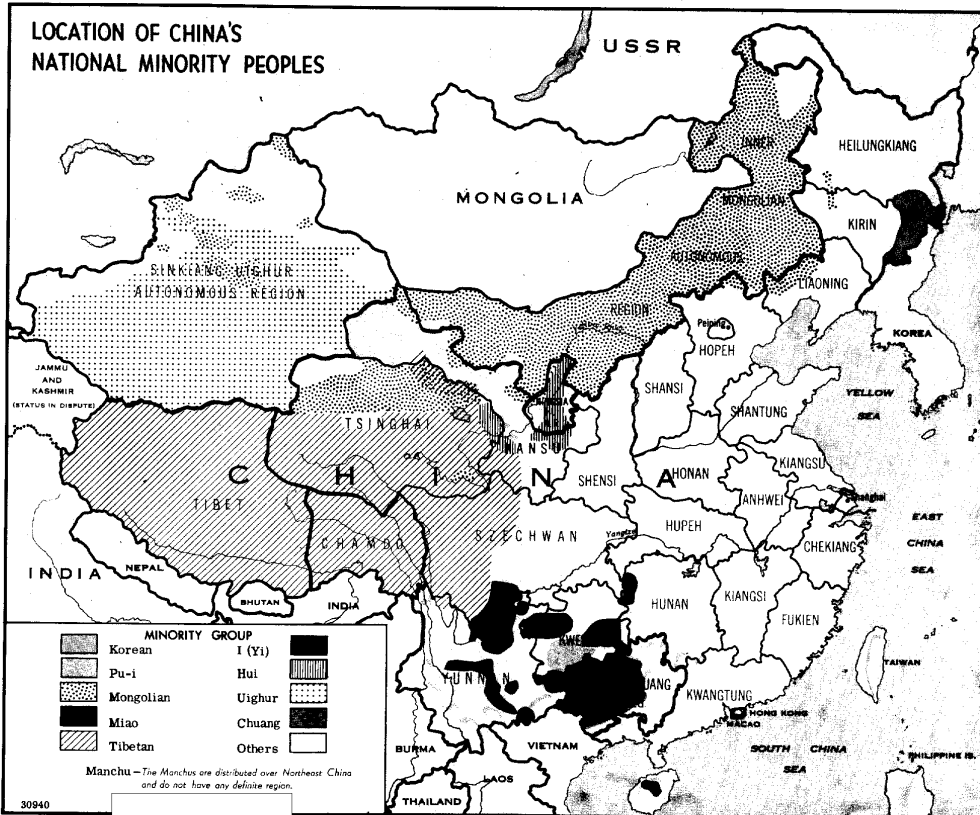 LOCATION OF CHINA'S
NATIONAL MINORITY PEOPLES
USSR
HEILUNGKIANG
INNER
MONGOLIA
MONGOLIAN
KIRIN
AUTONOMOUS
SINKIANG UIGHUR
AUTONOMOUS REGION
LIAONING
REGION
Peiping
KOREA
HOPEH
JAMMU
AND
KASHMIR
(STATUS IN DISPUTE)
SHANSI
YELLOW
SEA
SHANTUNG
TSINGHAI
KANSU
KIANGSU
CHINA
SHENSI
HONAN
ANHWEI
Shanghai
TIBET
EAST
CHINA
SEA
HUPEH
SZECHWAN
Yangtze
CHAMDO
CHEKIANG
INDIA
NEPAL
BHUTAN
INDIA
HUNAN
KIANGSI
FUKIEN
TAIWAN
YUNNAN
KWANGTUNG
HONG KONG
MACAO
BURMA
VIETNAM
SOUTH CHINA
SEA
PHILIPPINE IS.
LAOS
THAILAND
MINORITY GROUP
Korean
I (Yi)
Pu-i
Hui
Mongolian
Uighur
Miao
Chuang
Tibetan
Others
Manchu – The Manchus are distributed over Northeast China
and do not have any definite region.
30940